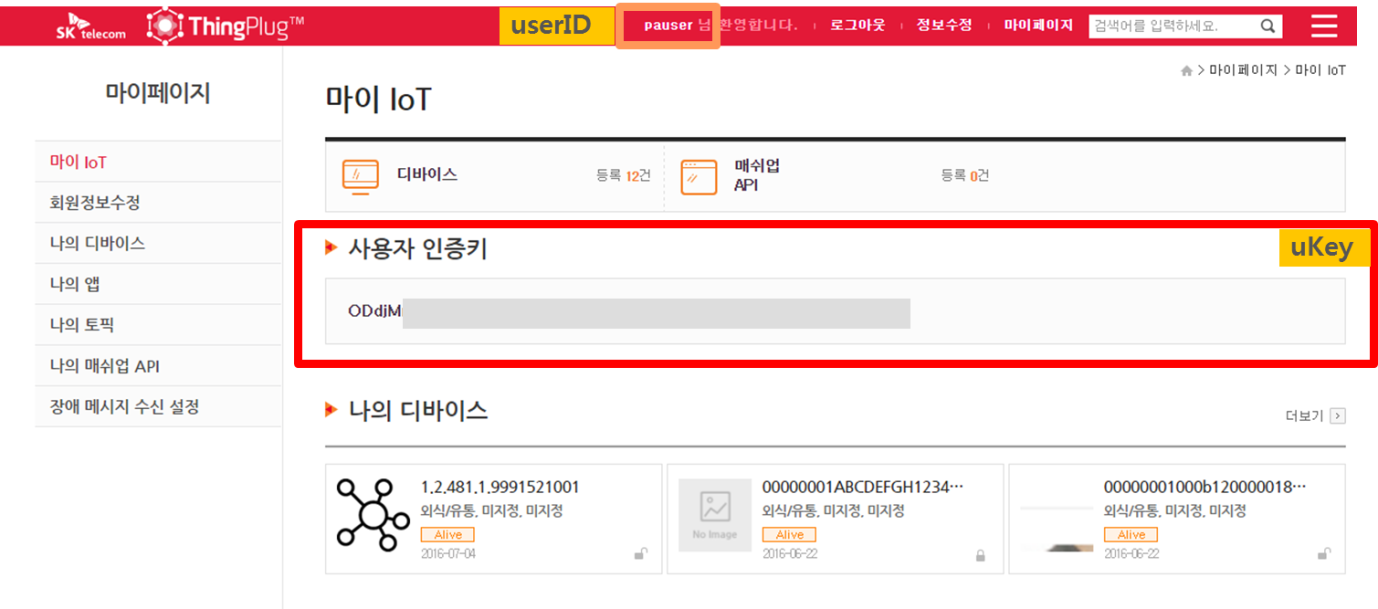 SK telecom ThingPlug™ userID pauser 님 환영합니다. 로그아웃 정보수정 마이페이지 검색어를 입력하세요.
마이페이지 > 마이 IoT
마이페이지
마이 IoT
회원정보수정
나의 디바이스
나의 앱
나의 토픽
나의 매쉬업 API
장애 메시지 수신 설정
마이 IoT
디바이스 등록 12건
매쉬업
API
등록 0건
사용자 인증키 uKey
ODdjM
나의 디바이스 더보기 >
1.2.481.1.9991521001
외식/유통, 미지정, 미지정
Alive
2016-07-04
No Image
00000001ABCDEFGH1234…
외식/유통, 미지정, 미지정
Alive
2016-06-22
00000001000b120000018…
외식/유통, 미지정, 미지정
Alive
2016-06-22